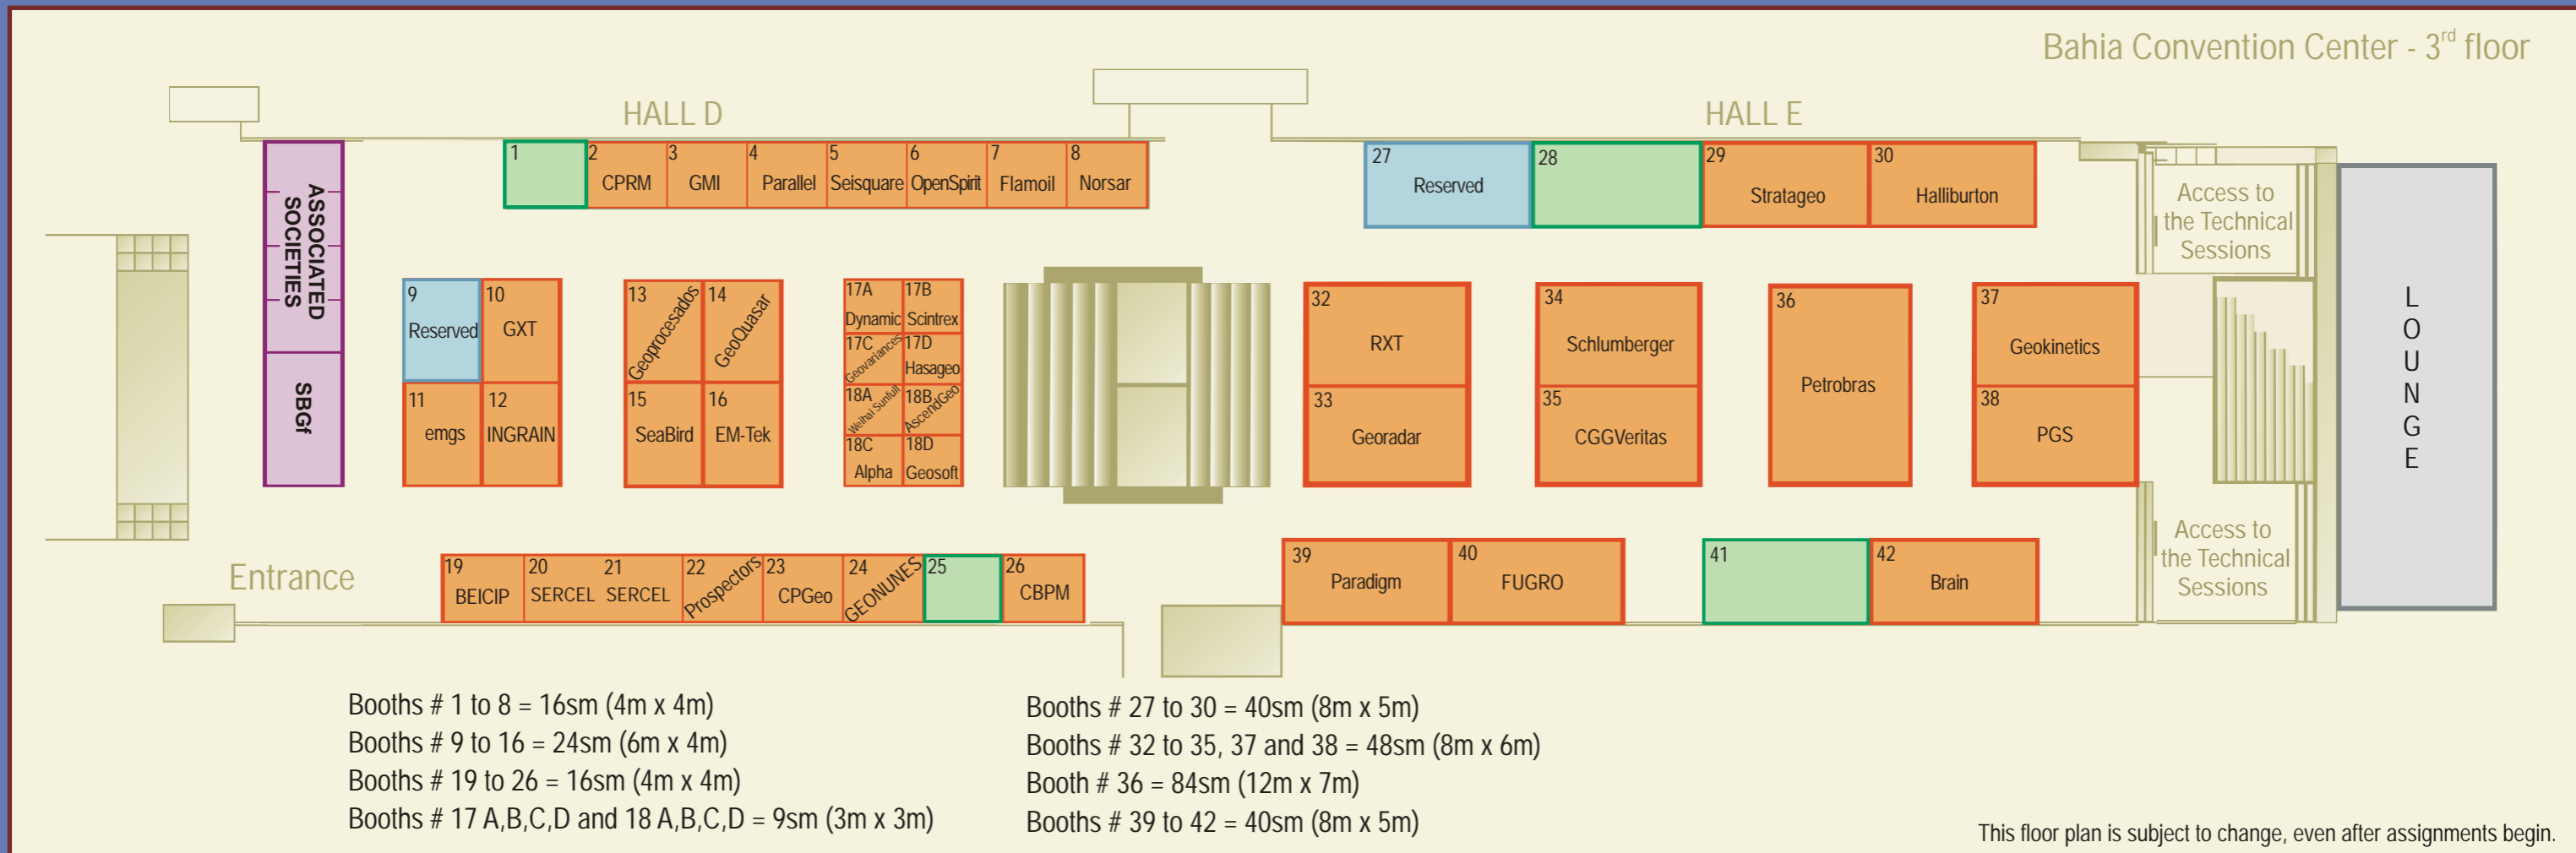 Bahia Convention Center - 3rd floor
HALL D
HALL E
ASSOCIATED
SOCIETIES
SBGf
1
2
CPRM
3
GMI
4
Parallel
5
Seisquare
6
OpenSpirit
7
Flamoil
8
Norsar
27
Reserved
28
29
Stratageo
30
Halliburton
Access to
the Technical
Sessions
LOUNGE
9
Reserved
10
GXT
11
emgs
12
INGRAIN
13
Geoprocesados
14
GeoQuasar
15
SeaBird
16
EM-Tek
17A
Dynamic
17B
Scintrex
17C
Geovariances
17D
Hasageo
18A
Weihai Sunfull
18B
AscendGeo
18C
Alpha
18D
Geosoft
32
RXT
33
Georadar
34
Schlumberger
35
CGGVeritas
36
Petrobras
37
Geokinetics
38
PGS
Access to
the Technical
Sessions
Entrance
19
BEICIP
20
SERCEL
21
SERCEL
22
Prospectors
23
CPGeo
24
GEONUNES
25
26
CBPM
39
Paradigm
40
FUGRO
41
42
Brain
Booths # 1 to 8 = 16sm (4m x 4m)
Booths # 9 to 16 = 24sm (6m x 4m)
Booths # 19 to 26 = 16sm (4m x 4m)
Booths # 17 A,B,C,D and 18 A,B,C,D = 9sm (3m x 3m)
Booths # 27 to 30 = 40sm (8m x 5m)
Booths # 32 to 35, 37 and 38 = 48sm (8m x 6m)
Booth # 36 = 84sm (12m x 7m)
Booths # 39 to 42 = 40sm (8m x 5m)
This floor plan is subject to change, even after assignments begin.